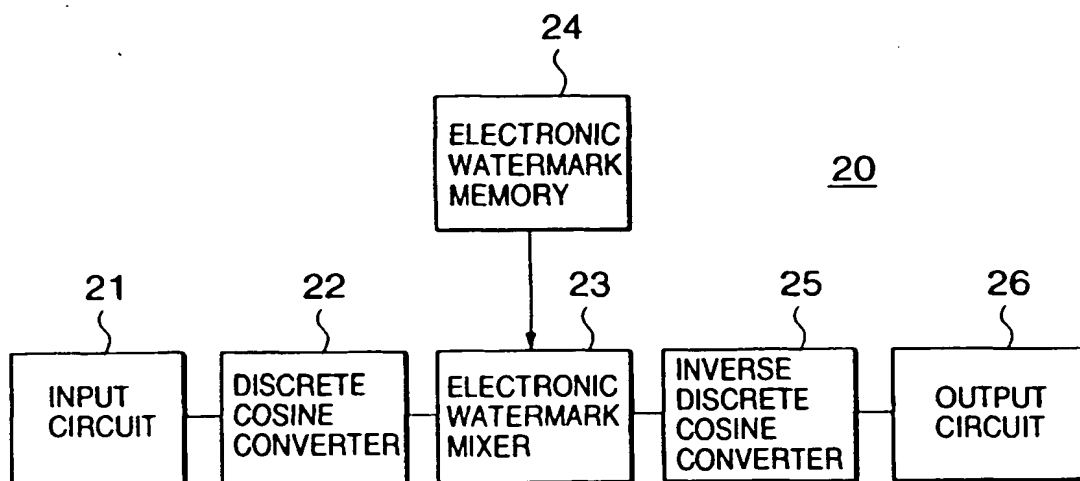 24
ELECTRONIC
WATERMARK
MEMORY
20
21
22
23
25
26
INPUT
CIRCUIT
DISCRETE
COSINE
CONVERTER
ELECTRONIC
WATERMARK
MIXER
INVERSE
DISCRETE
COSINE
CONVERTER
OUTPUT
CIRCUIT